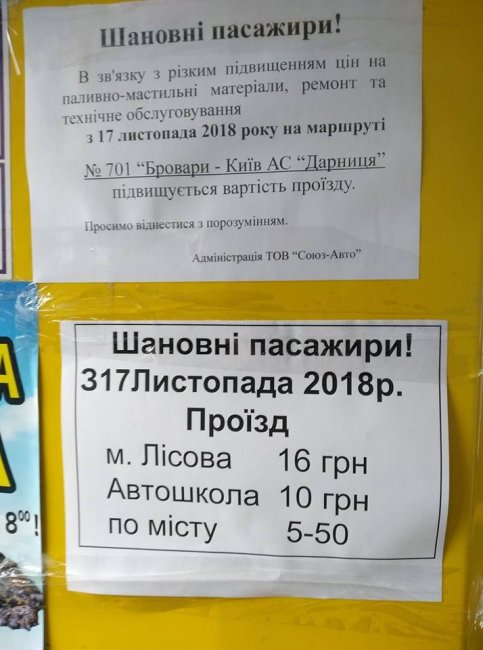 Шановні пасажири!
В зв'язку з різким підвищенням цін на
паливно-мастильні матеріали, ремонт та
технічне обслуговування
з 17 листопада 2018 року на маршруті
№ 701 “Бровари - Київ АС “Дарниця”
підвищується вартість проїзду.
Просимо віднестися з порозумінням.
Адміністрація ТОВ “Союз-Авто”
А
А
8⁰⁰!
Шановні пасажири!
317Листопада 2018р.
Проїзд
м. Лісова 16 грн
Автошкола 10 грн
по місту 5-50